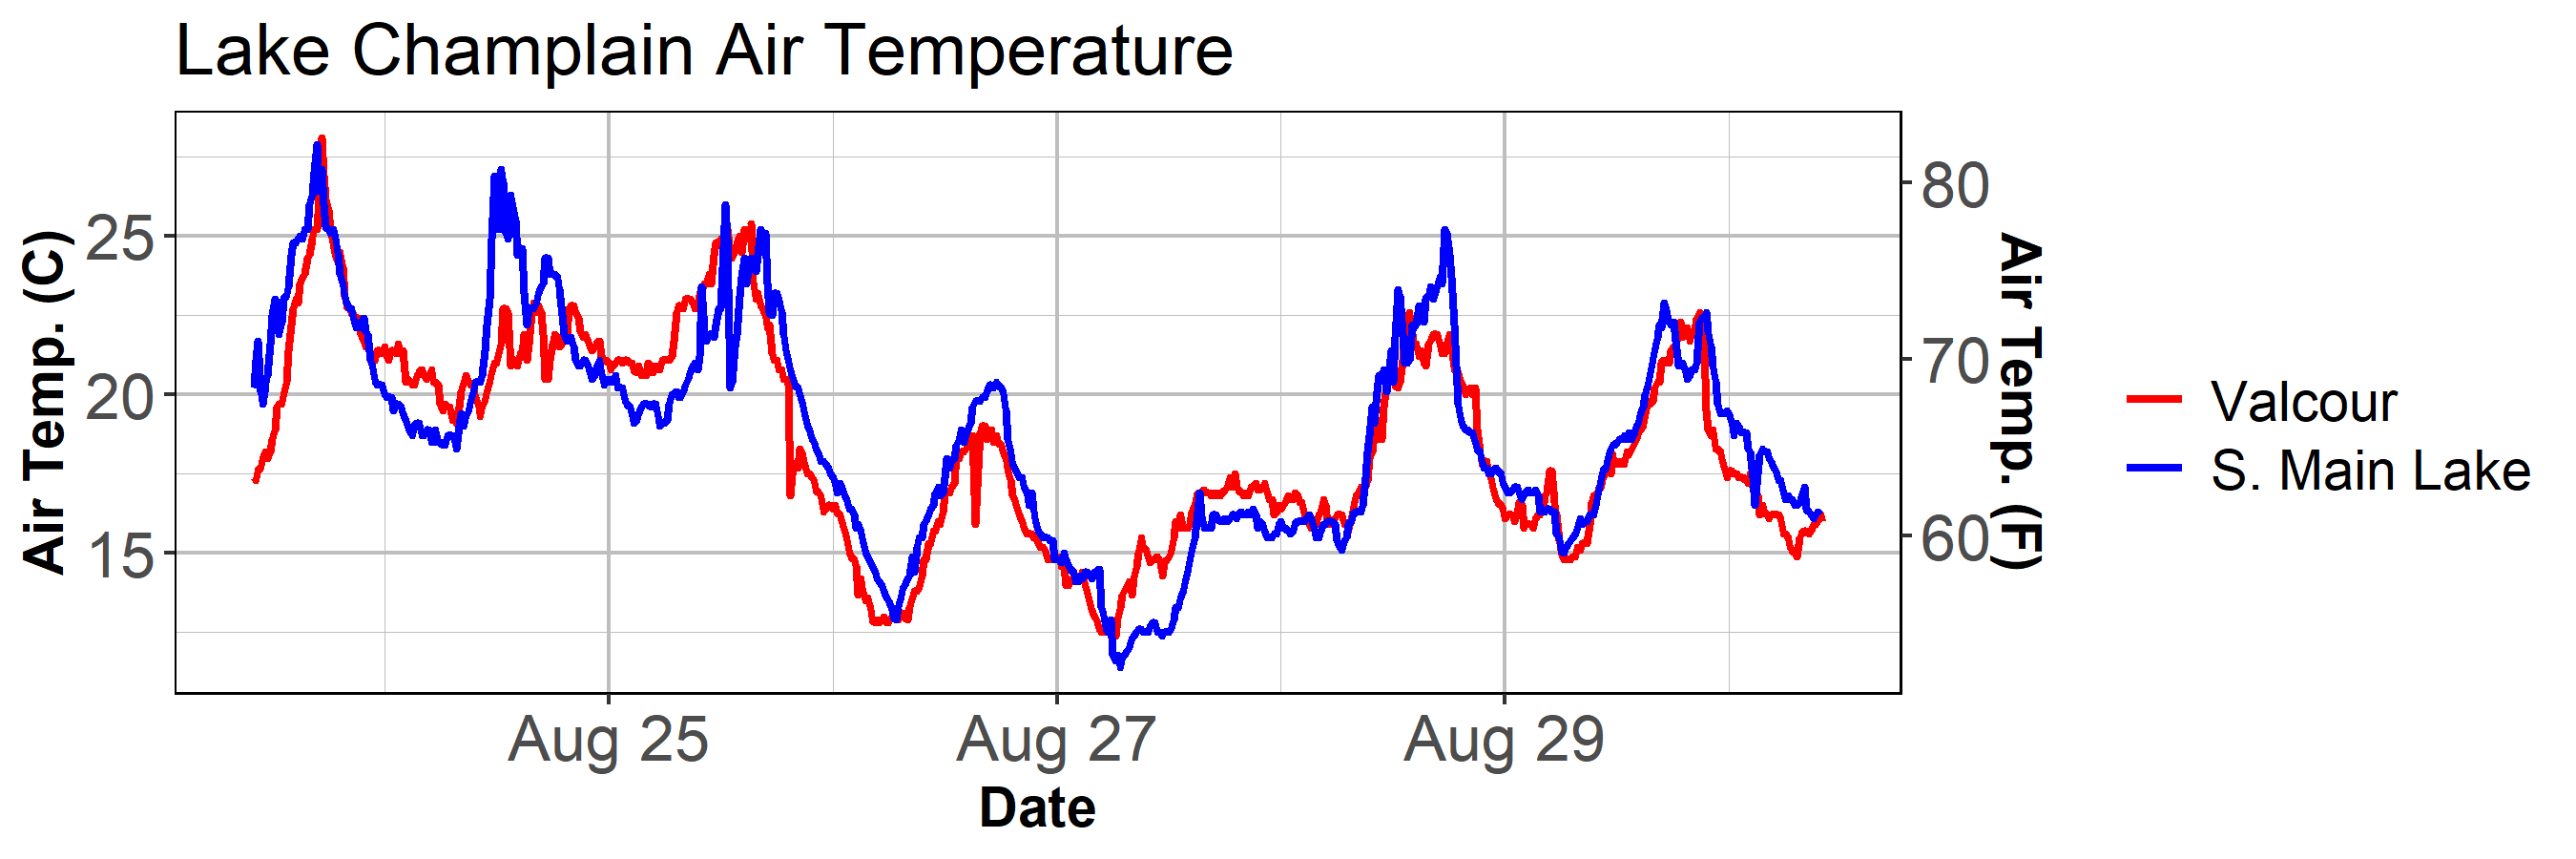 Lake Champlain Air Temperature
Air Temp. (C)
25
20
15
80
70
60
Air Temp. (F)
Aug 25
Aug 27
Aug 29
Date
Valcour
S. Main Lake